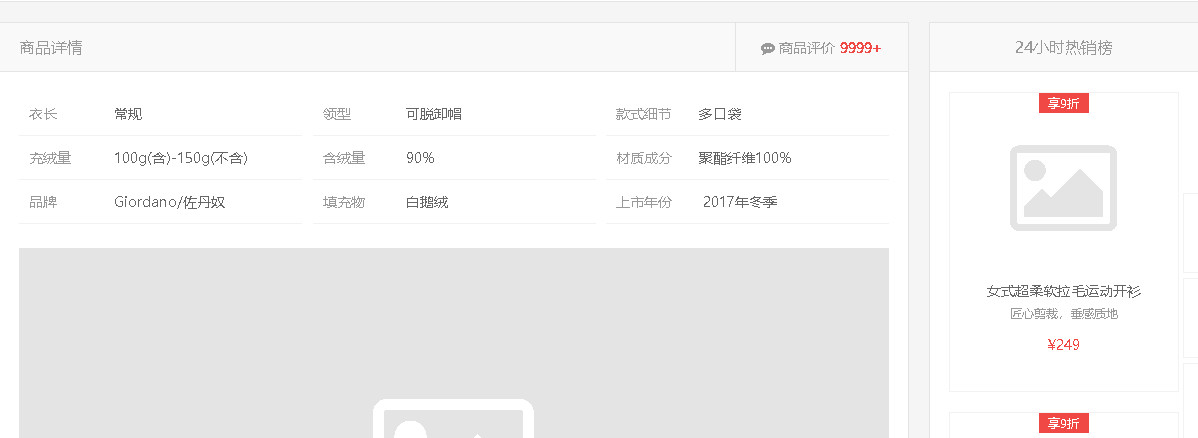 商品详情
商品评价 9999+
衣长 常规 领型 可脱卸帽 款式细节 多口袋
充绒量 100g(含)-150g(不含) 含绒量 90% 材质成分 聚酯纤维100%
品牌 Giordano/佐丹奴 填充物 白鹅绒 上市年份 2017年冬季
24小时热销榜
享9折
女式超柔软拉毛运动开衫
匠心剪裁，垂感质地
¥249
享9折